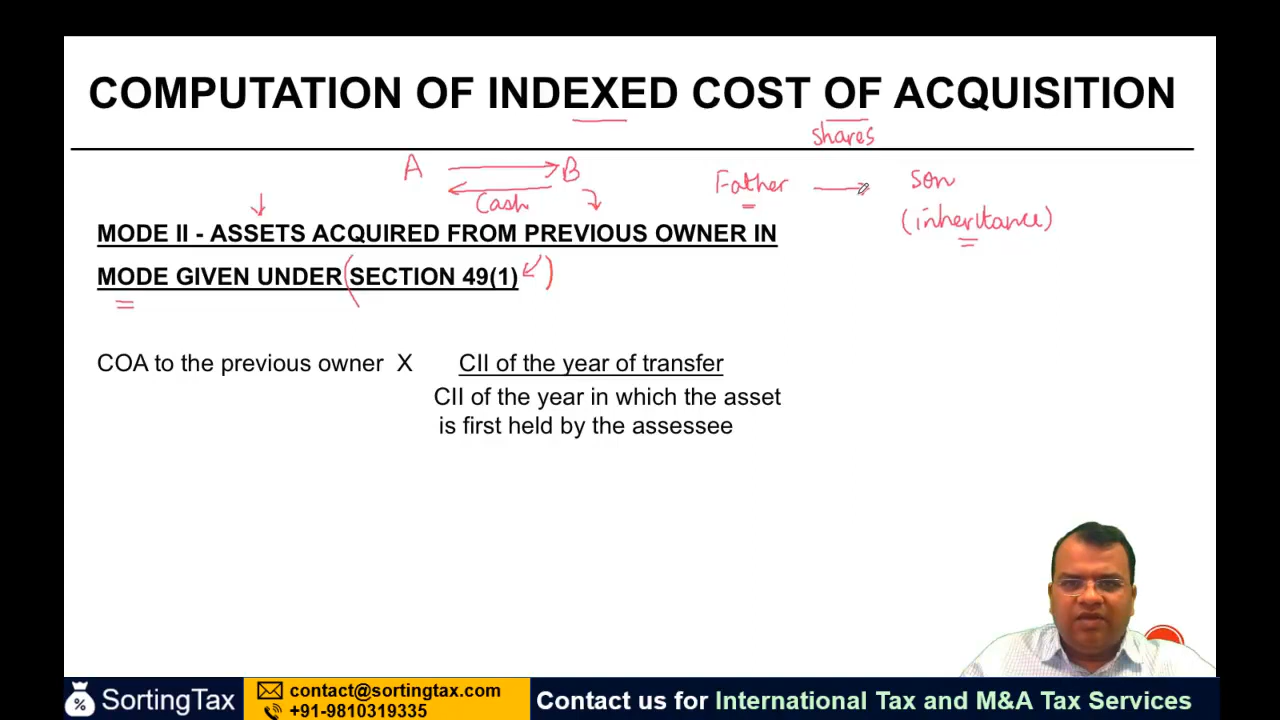 COMPUTATION OF INDEXED COST OF ACQUISITION
shares
A B Father son
Cash (inheritance)
MODE II - ASSETS ACQUIRED FROM PREVIOUS OWNER IN
MODE GIVEN UNDER (SECTION 49(1) )
COA to the previous owner X CII of the year of transfer
CII of the year in which the asset
is first held by the assessee
SortingTax
contact@sortingtax.com
+91-9810319335
Contact us for International Tax and M&A Tax Services